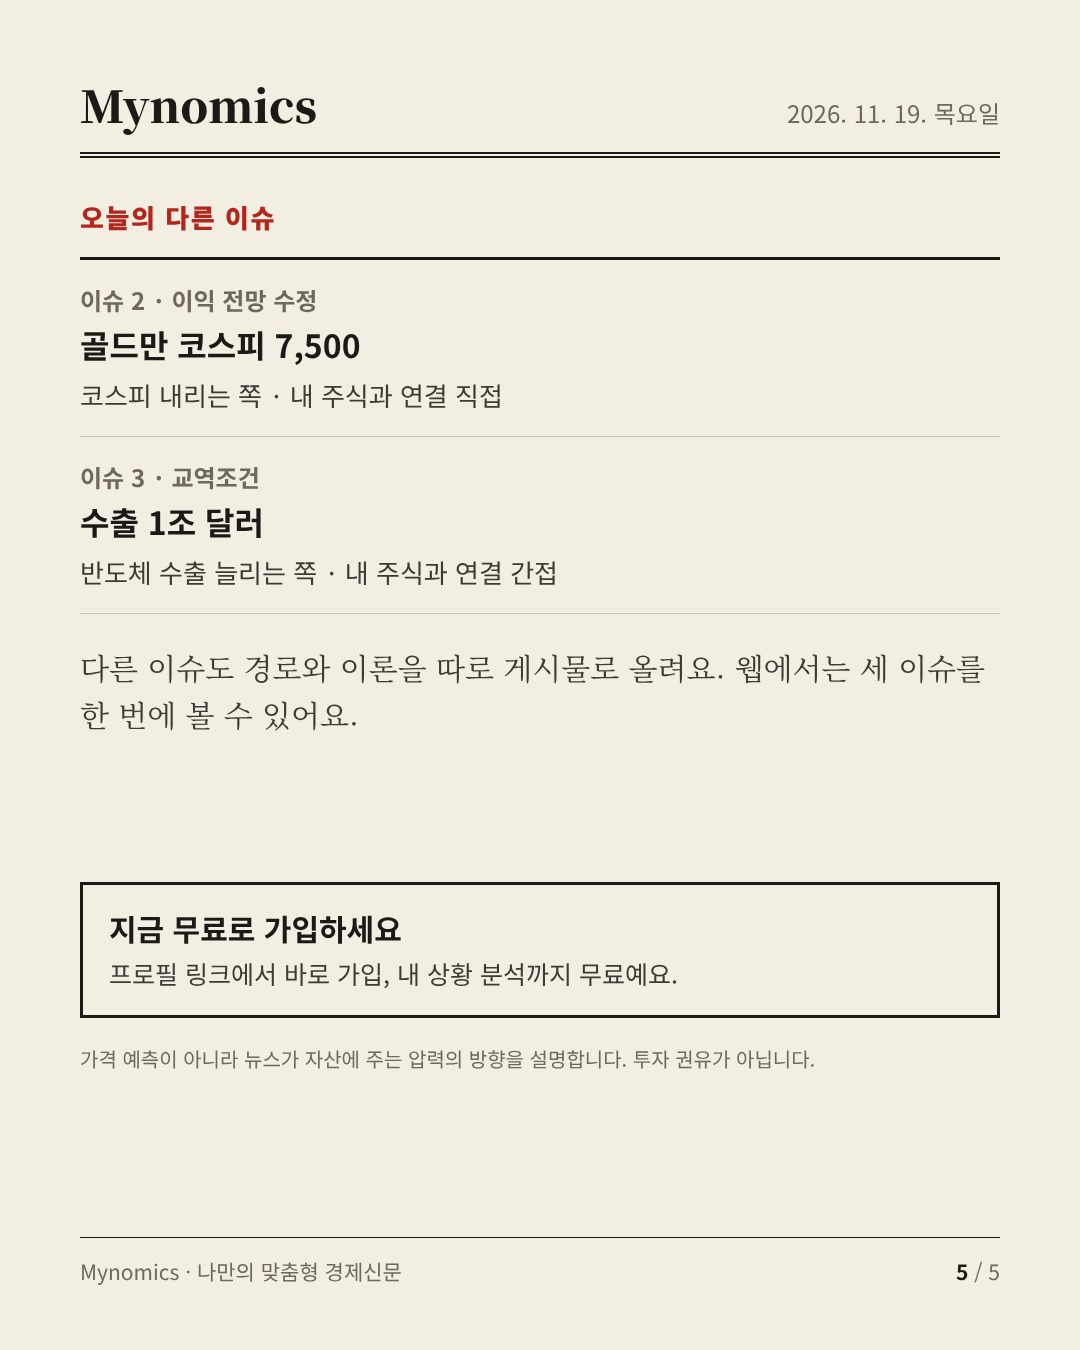 Mynomics
2026. 11. 19. 목요일
오늘의 다른 이슈
이슈 2 · 이익 전망 수정
골드만 코스피 7,500
코스피 내리는 쪽 · 내 주식과 연결 직접
이슈 3 · 교역조건
수출 1조 달러
반도체 수출 늘리는 쪽 · 내 주식과 연결 간접
다른 이슈도 경로와 이론을 따로 게시물로 올려요. 웹에서는 세 이슈를
한 번에 볼 수 있어요.
지금 무료로 가입하세요
프로필 링크에서 바로 가입, 내 상황 분석까지 무료예요.
가격 예측이 아니라 뉴스가 자산에 주는 압력의 방향을 설명합니다. 투자 권유가 아닙니다.
Mynomics · 나만의 맞춤형 경제신문
5 / 5